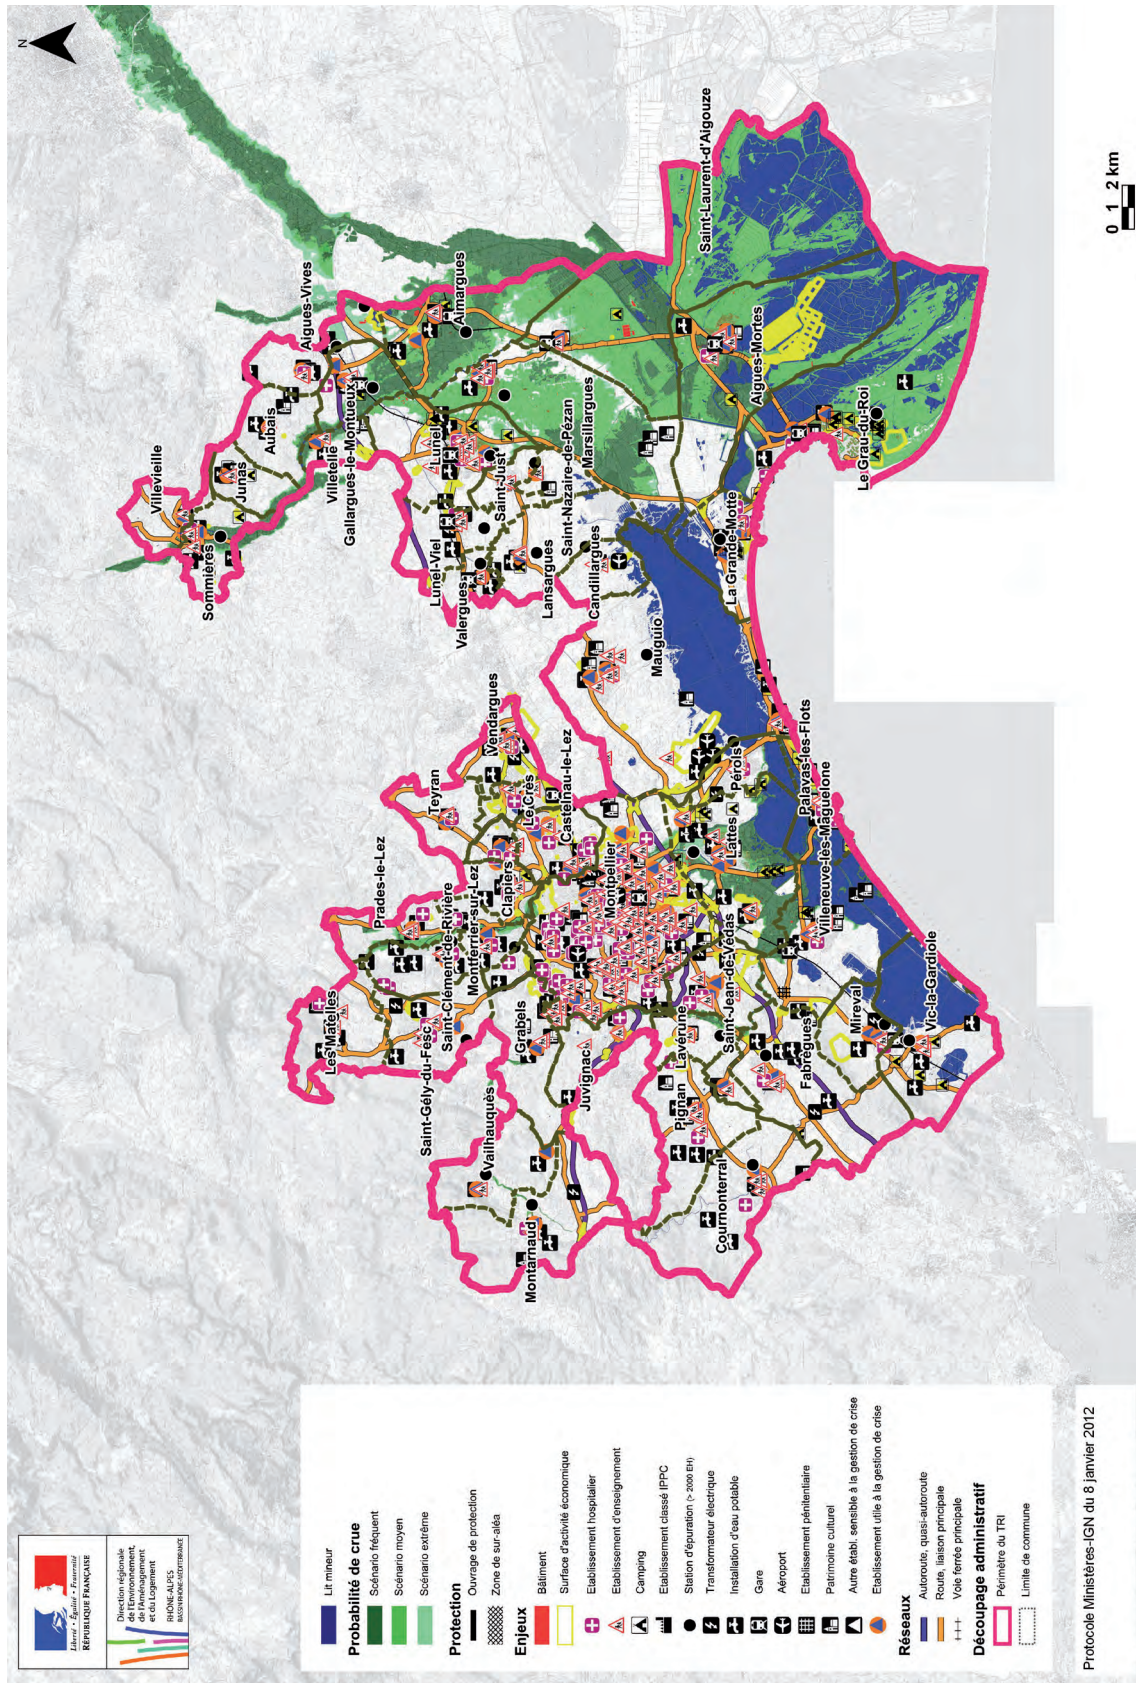 Liberté • Égalité • Fraternité
RÉPUBLIQUE FRANÇAISE
Direction régionale
de l'Environnement,
de l'Aménagement
et du Logement
RHÔNE-ALPES
BASSIN RHÔNE-MÉDITERRANÉE
Lit mineur
Probabilité de crue
Scénario fréquent
Scénario moyen
Scénario extrême
Protection
Ouvrage de protection
Zone de sur-aléa
Enjeux
Bâtiment
Surface d'activité économique
Etablissement hospitalier
Etablissement d'enseignement
Camping
Etablissement classé IPPC
Station d'épuration (> 2000 EH)
Transformateur électrique
Installation d'eau potable
Gare
Aéroport
Etablissement pénitentiaire
Patrimoine culturel
Autre établ. sensible à la gestion de crise
Etablissement utile à la gestion de crise
Réseaux
Autoroute, quasi-autoroute
Route, liaison principale
Voie ferrée principale
Découpage administratif
Périmètre du TRI
Limite de commune
Protocole Ministères-IGN du 8 janvier 2012
Montarnaud
Vailhauquès
Cournonterral
Pignan
Juvignac
Lavérune
Saint-Gély-du-Fesc
Les Matelles
Saint-Clément-de-Rivière
Grabels
Montferrier-sur-Lez
Prades-le-Lez
Clapiers
Teyran
Le Crès
Castelnau-le-Lez
Vendargues
Montpellier
Saint-Jean-de-Védas
Fabrègues
Mireval
Vic-la-Gardiole
Villeneuve-lès-Maguelone
Lattes
Pérols
Palavas-les-Flots
Mauguio
Candillargues
Lansargues
Valergues
Lunel-Viel
Saint-Nazaire-de-Pézan
Saint-Just
Lunel
Marsillargues
La Grande-Motte
Sommières
Villevieille
Junas
Aubais
Villetelle
Gallargues-le-Montueux
Aigues-Vives
Aimargues
Saint-Laurent-d'Aigouze
Aigues-Mortes
Le Grau-du-Roi
N
0 1 2 km